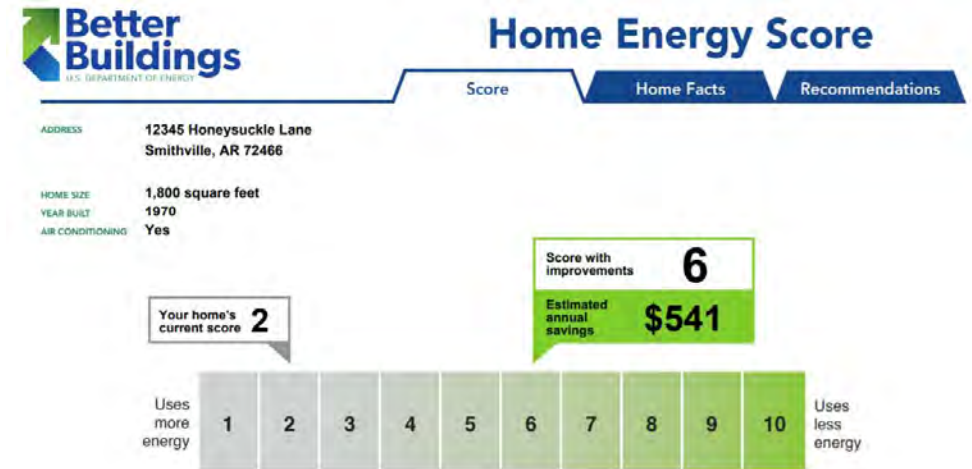 Better
Buildings
U.S. DEPARTMENT OF ENERGY
Home Energy Score
Score
Home Facts
Recommendations
ADDRESS 12345 Honeysuckle Lane
Smithville, AR 72466
HOME SIZE 1,800 square feet
YEAR BUILT 1970
AIR CONDITIONING Yes
Score with
improvements 6
Estimated
annual
savings $541
Your home's
current score 2
Uses
more
energy
1 2 3 4 5 6 7 8 9 10
Uses
less
energy